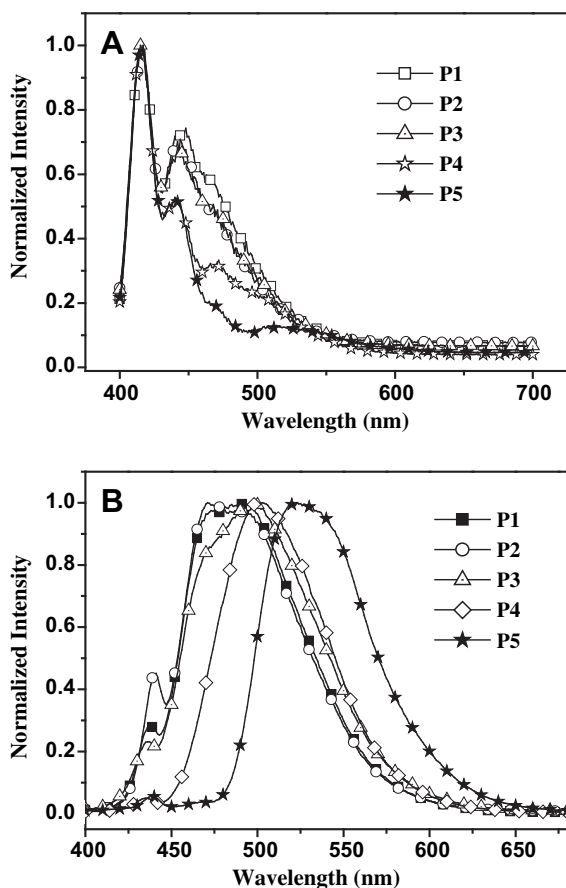 A
Normalized Intensity
1.0
0.8
0.6
0.4
0.2
0.0
P1
P2
P3
P4
P5
400 500 600 700
Wavelength (nm)
B
Normalized Intensity
1.0
0.8
0.6
0.4
0.2
0.0
P1
P2
P3
P4
P5
400 450 500 550 600 650
Wavelength (nm)